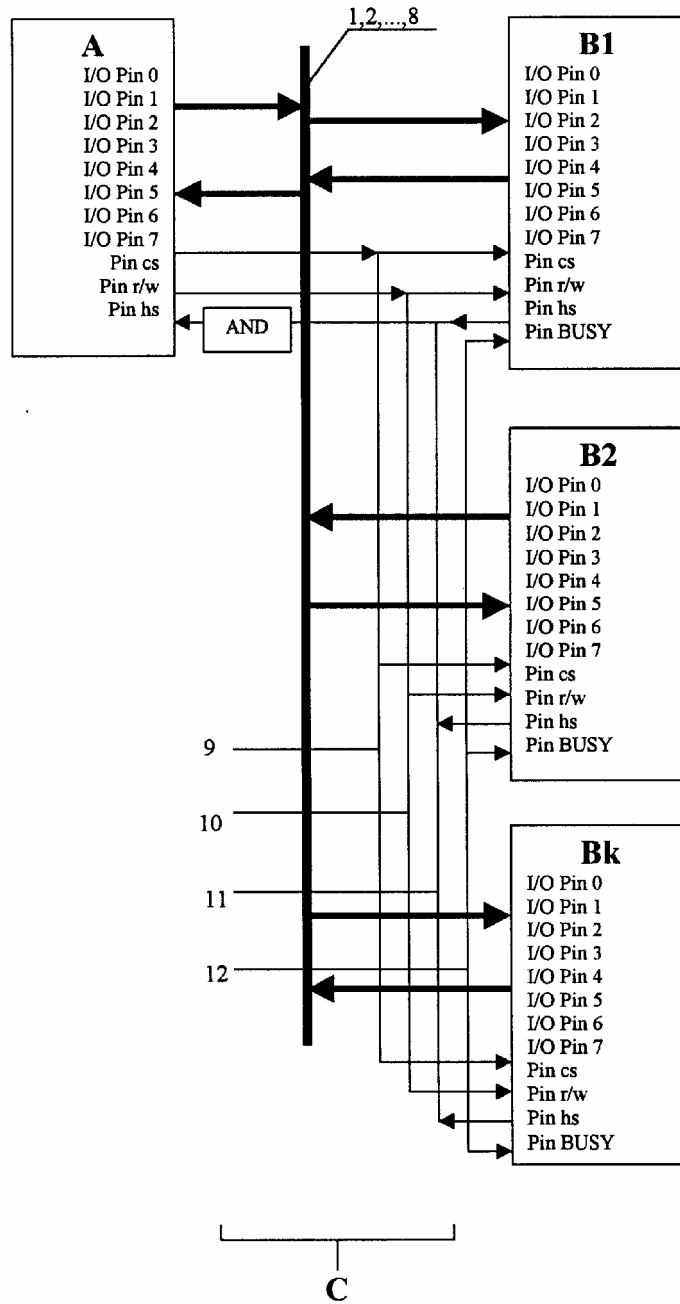 1,2,...,8
A
I/O Pin 0
I/O Pin 1
I/O Pin 2
I/O Pin 3
I/O Pin 4
I/O Pin 5
I/O Pin 6
I/O Pin 7
Pin cs
Pin r/w
Pin hs
AND
B1
I/O Pin 0
I/O Pin 1
I/O Pin 2
I/O Pin 3
I/O Pin 4
I/O Pin 5
I/O Pin 6
I/O Pin 7
Pin cs
Pin r/w
Pin hs
Pin BUSY
B2
I/O Pin 0
I/O Pin 1
I/O Pin 2
I/O Pin 3
I/O Pin 4
I/O Pin 5
I/O Pin 6
I/O Pin 7
Pin cs
Pin r/w
Pin hs
Pin BUSY
9
10
11
12
Bk
I/O Pin 0
I/O Pin 1
I/O Pin 2
I/O Pin 3
I/O Pin 4
I/O Pin 5
I/O Pin 6
I/O Pin 7
Pin cs
Pin r/w
Pin hs
Pin BUSY
C